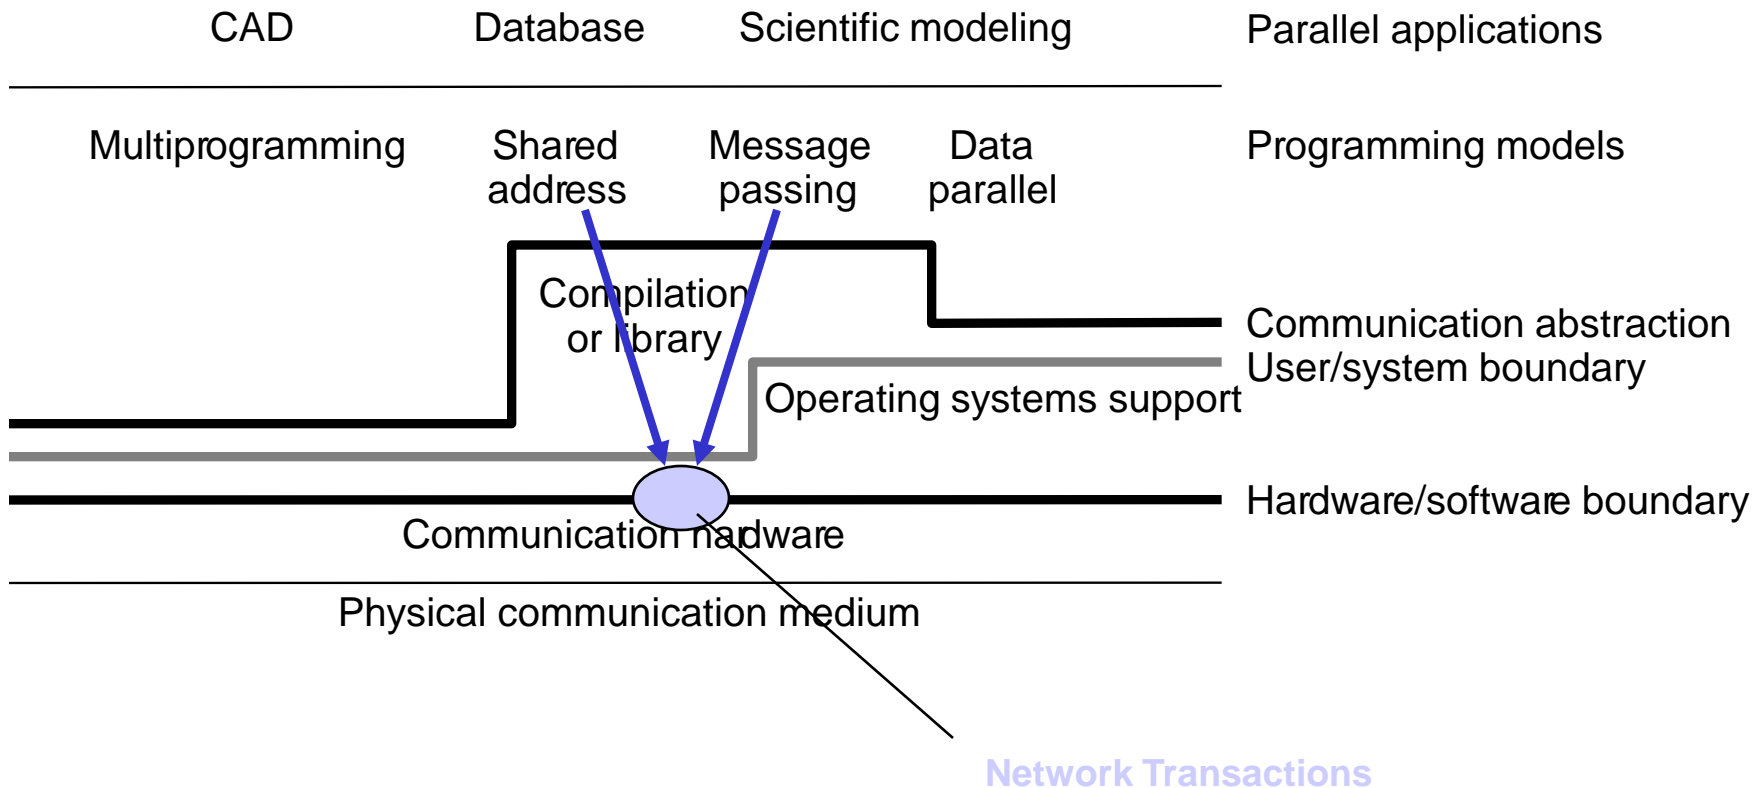 CAD Database Scientific modeling Parallel applications
Multiprogramming Shared Message Data Programming models
address passing parallel
Compilation
or library
Communication abstraction
User/system boundary
Operating systems support
Hardware/software boundary
Communication hardware
Physical communication medium
Network Transactions